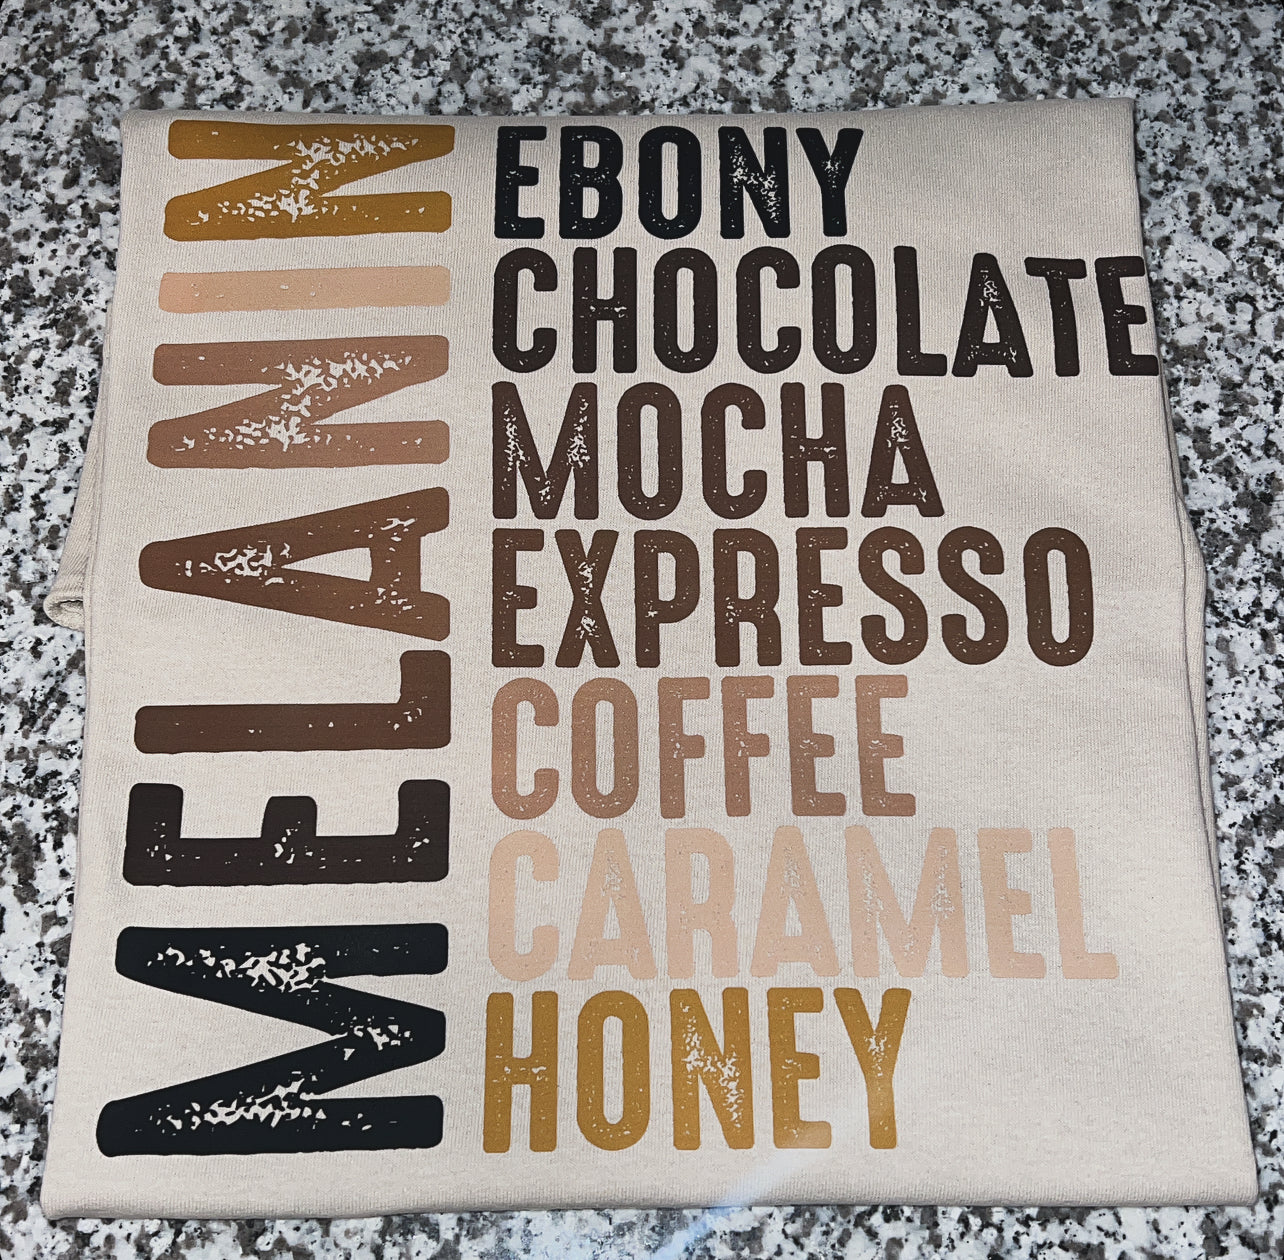 MELANIN
EBONY
CHOCOLATE
MOCHA
EXPRESSO
COFFEE
CARAMEL
HONEY